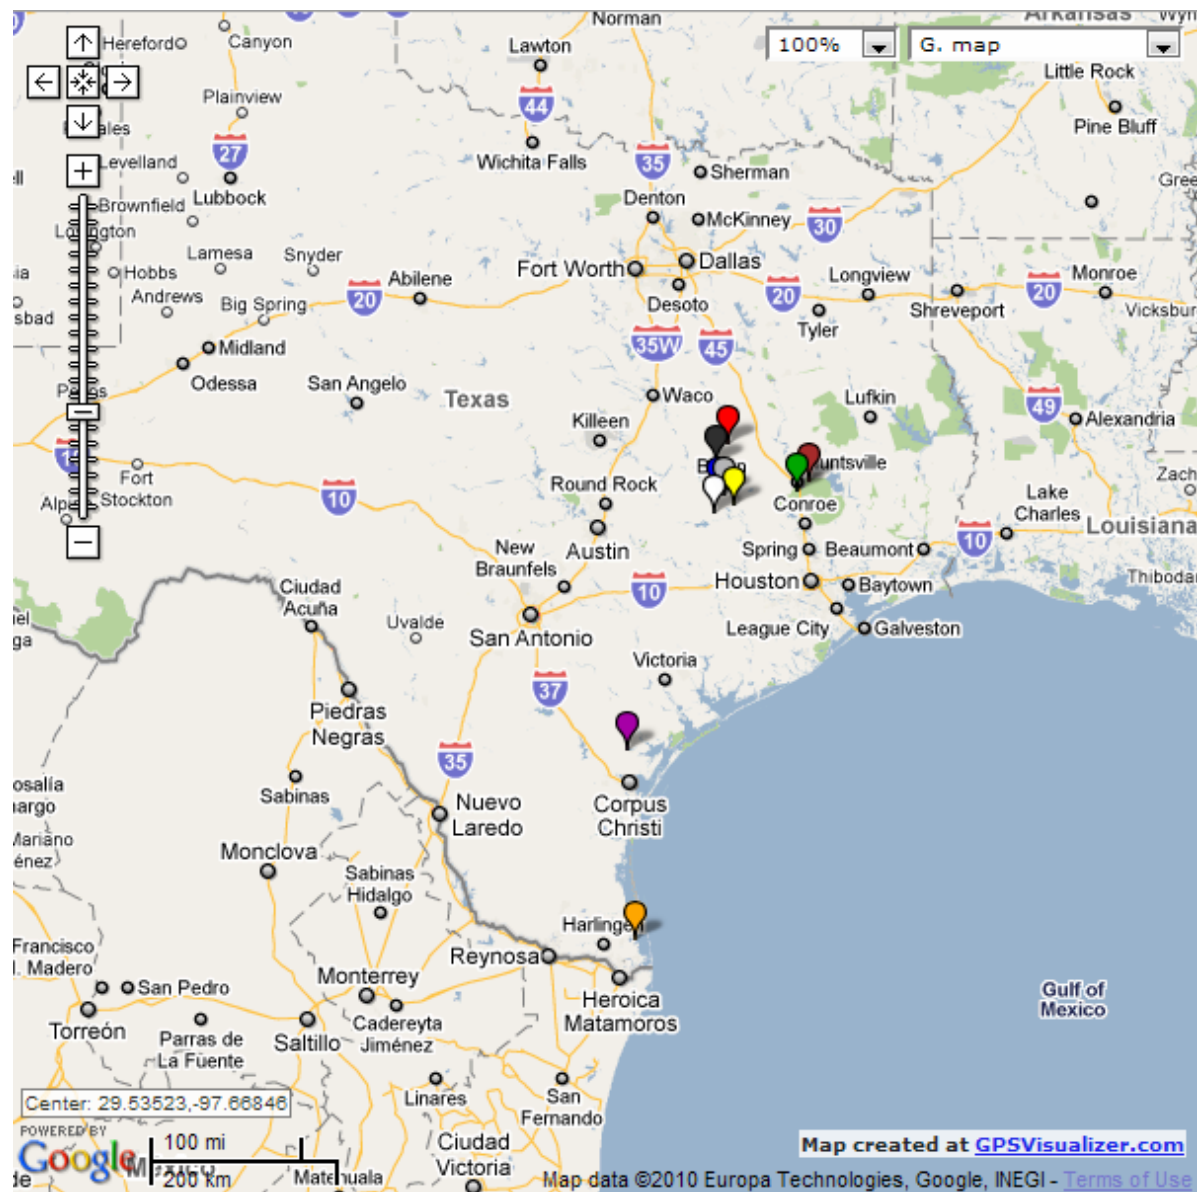 Norman
Arkansas
Hereford
Canyon
Lawton
100%
G. map
Little Rock
Plainview
44
Pine Bluff
Levelland
27
Wichita Falls
35
Sherman
Brownfield
Lubbock
Denton
McKinney
30
Lamesa
Snyder
Fort Worth
Dallas
Hobbs
Abilene
Longview
Monroe
Andrews
Big Spring
20
Desoto
20
Shreveport
20
Tyler
35W
45
Midland
Odessa
San Angelo
Texas
Waco
Lufkin
49
Alexandria
Killeen
Fort
Stockton
10
Round Rock
Conroe
Lake
Charles
Louisiana
Austin
Spring
Beaumont
10
New
Braunfels
Houston
Baytown
Ciudad
Acuña
10
Uvalde
San Antonio
League City
Galveston
Victoria
37
Piedras
Negras
35
Sabinas
Nuevo
Laredo
Corpus
Christi
Monclova
Sabinas
Hidalgo
Francisco
I. Madero
Reynosa
San Pedro
Monterrey
Heroica
Matamoros
Gulf of
Mexico
Torreón
Parras de
La Fuente
Saltillo
Cadereyta
Jiménez
Linares
San
Fernando
Center: 29.53523,-97.66846
POWERED BY
Google
100 mi
200 km
Ciudad
Victoria
Map created at GPSVisualizer.com
Map data ©2010 Europa Technologies, Google, INEGI - Terms of Use